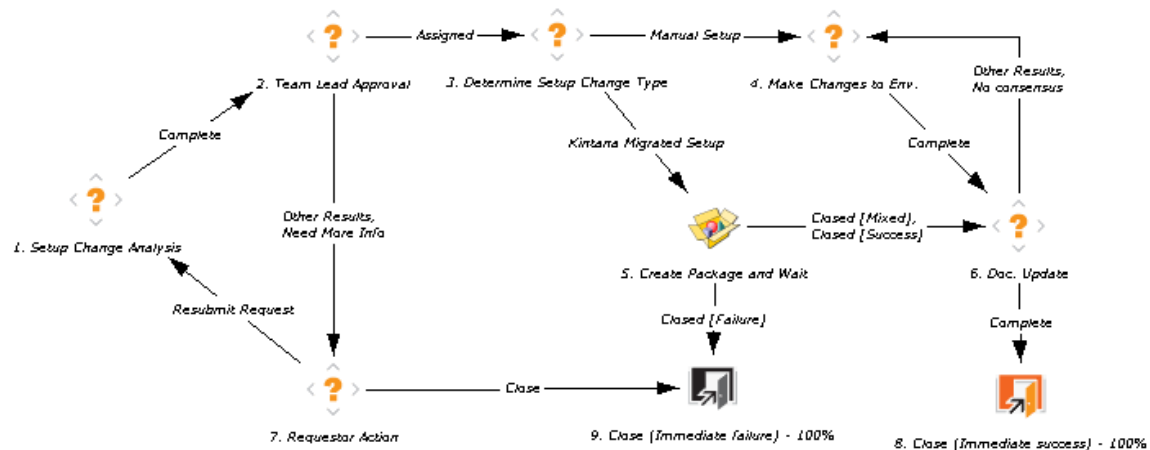 Assigned
Manual Setup
2. Team Lead Approval
3. Determine Setup Change Type
4. Make Changes to Env.
Other Results,
No consensus
Complete
Kintana Migrated Setup
Complete
Other Results,
Need More Info
Closed [Mixed],
Closed [Success]
1. Setup Change Analysis
5. Create Package and Wait
6. Doc. Update
Resubmit Request
Closed [Failure]
Complete
Close
7. Requestor Action
9. Close (Immediate failure) - 100%
8. Close (Immediate success) - 100%